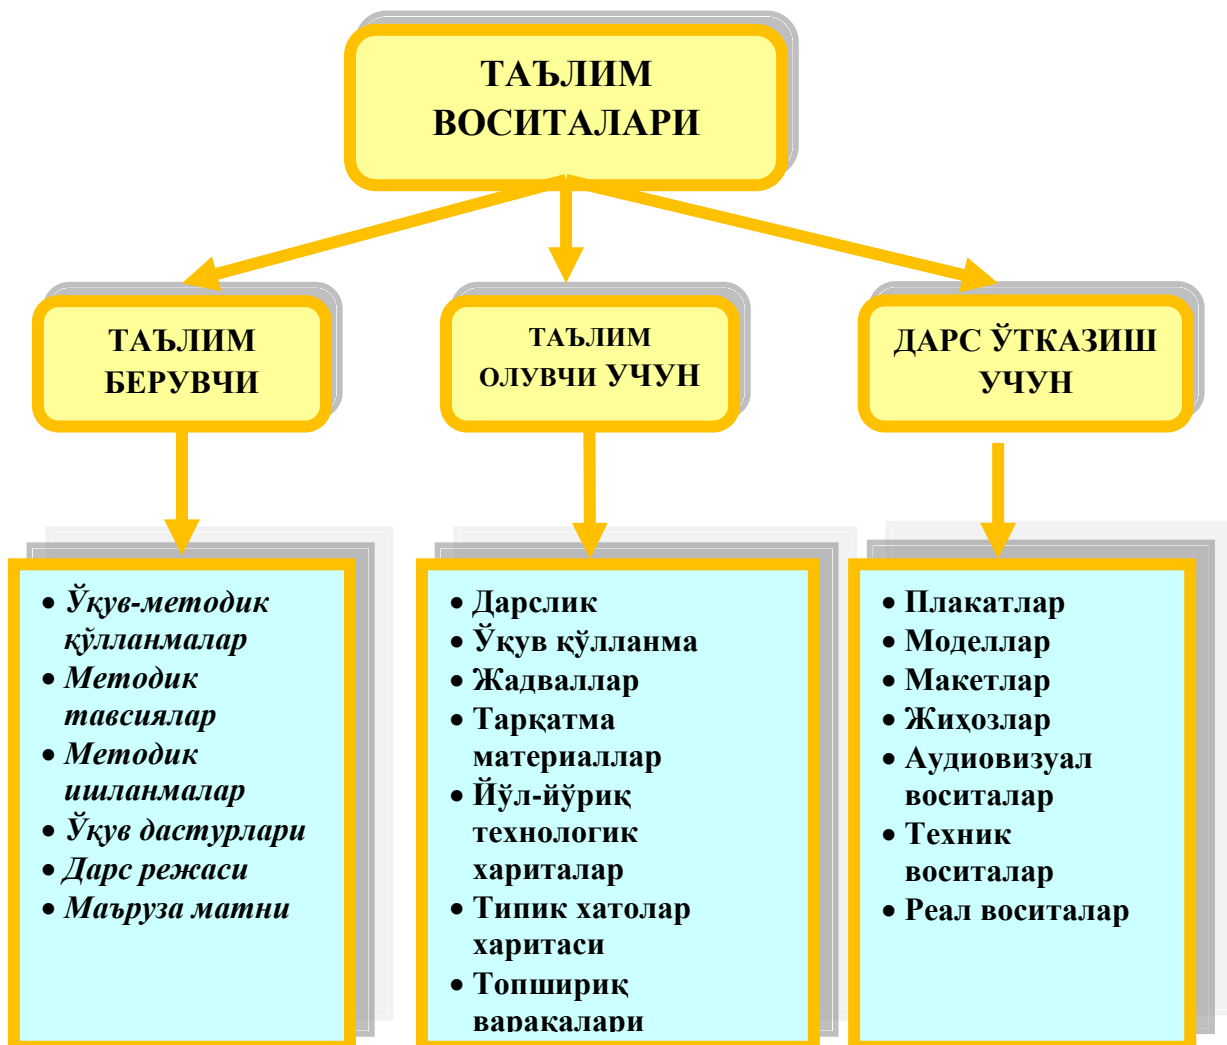 ТАЪЛИМ
ВОСИТАЛАРИ
ТАЪЛИМ
БЕРУВЧИ
ТАЪЛИМ
ОЛУВЧИ УЧУН
ДАРС ЎТКАЗИШ
УЧУН
• Ўқув-методик
қўлланмалар
• Методик
тавсиялар
• Методик
ишланмалар
• Ўқув дастурлари
• Дарс режаси
• Маъруза матни
• Дарслик
• Ўқув қўлланма
• Жадваллар
• Тарқатма
материаллар
• Йўл-йўриқ
технологик
хариталар
• Типик хатолар
харитаси
• Топшириқ
варақалари
• Плакатлар
• Моделлар
• Макетлар
• Жиҳозлар
• Аудиовизуал
воситалар
• Техник
воситалар
• Реал воситалар